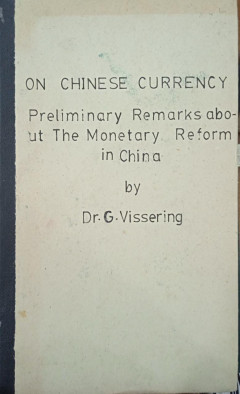 ON CHINESE CURRENCY
Preliminary Remarks abo-
ut The Monetary Reform
in China
by
Dr. G. Vissering